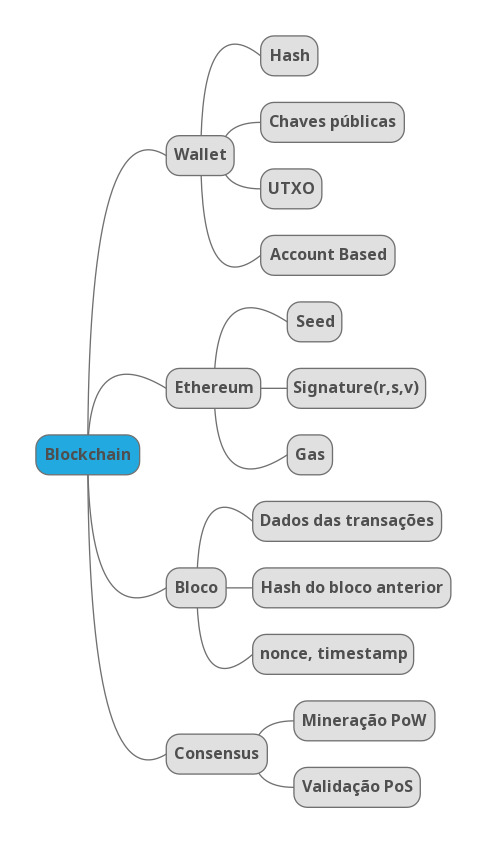 Hash
Chaves públicas
Wallet
UTXO
Account Based
Seed
Ethereum
Signature(r,s,v)
Gas
Blockchain
Dados das transações
Bloco
Hash do bloco anterior
nonce, timestamp
Mineração PoW
Consensus
Validação PoS